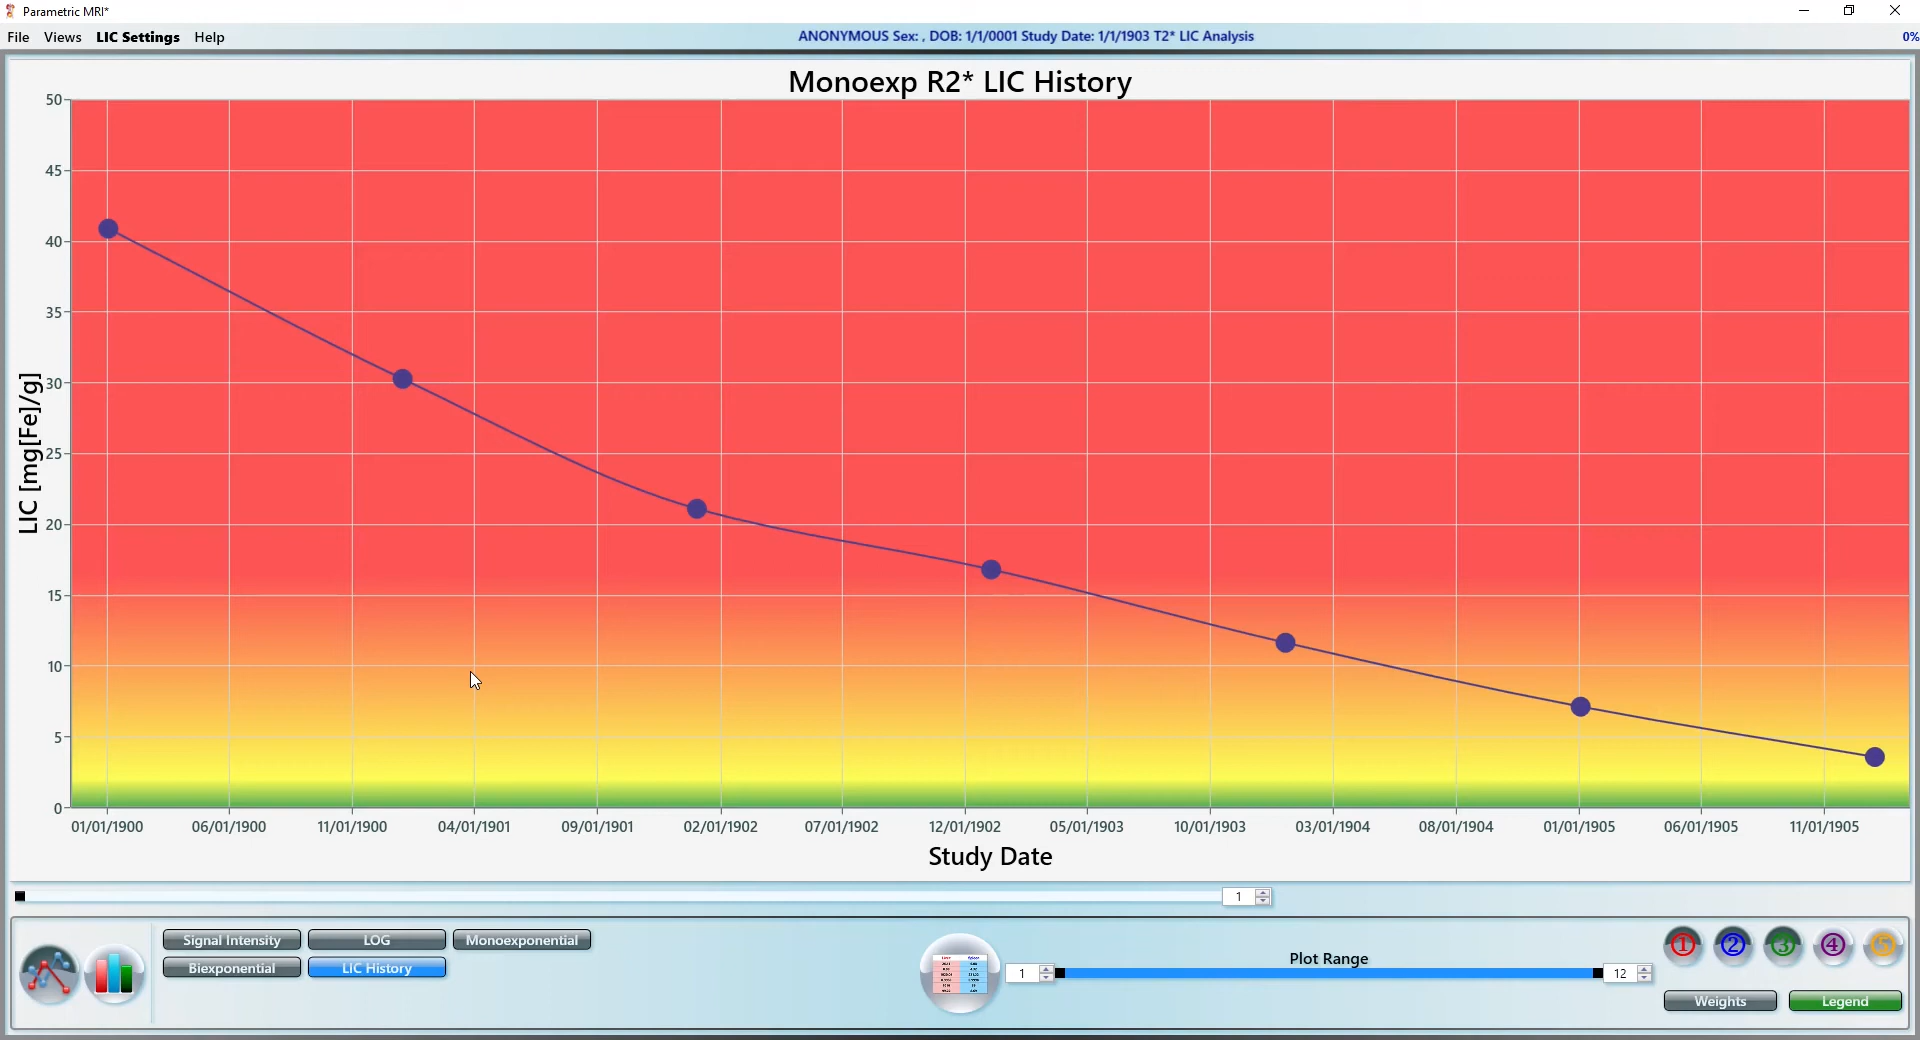 Parametric MRI*
File Views LIC Settings Help
ANONYMOUS Sex: , DOB: 1/1/0001 Study Date: 1/1/1903 T2* LIC Analysis
0%
Monoexp R2* LIC History
50
45
40
35
30
25
20
15
10
5
0
LIC [mg[Fe]/g]
01/01/1900 06/01/1900 11/01/1900 04/01/1901 09/01/1901 02/01/1902 07/01/1902 12/01/1902 05/01/1903 10/01/1903 03/01/1904 08/01/1904 01/01/1905 06/01/1905 11/01/1905
Study Date
1
Signal Intensity LOG Monoexponential
Biexponential LIC History
Plot Range
1 12
1 2 3 4 5
Weights Legend